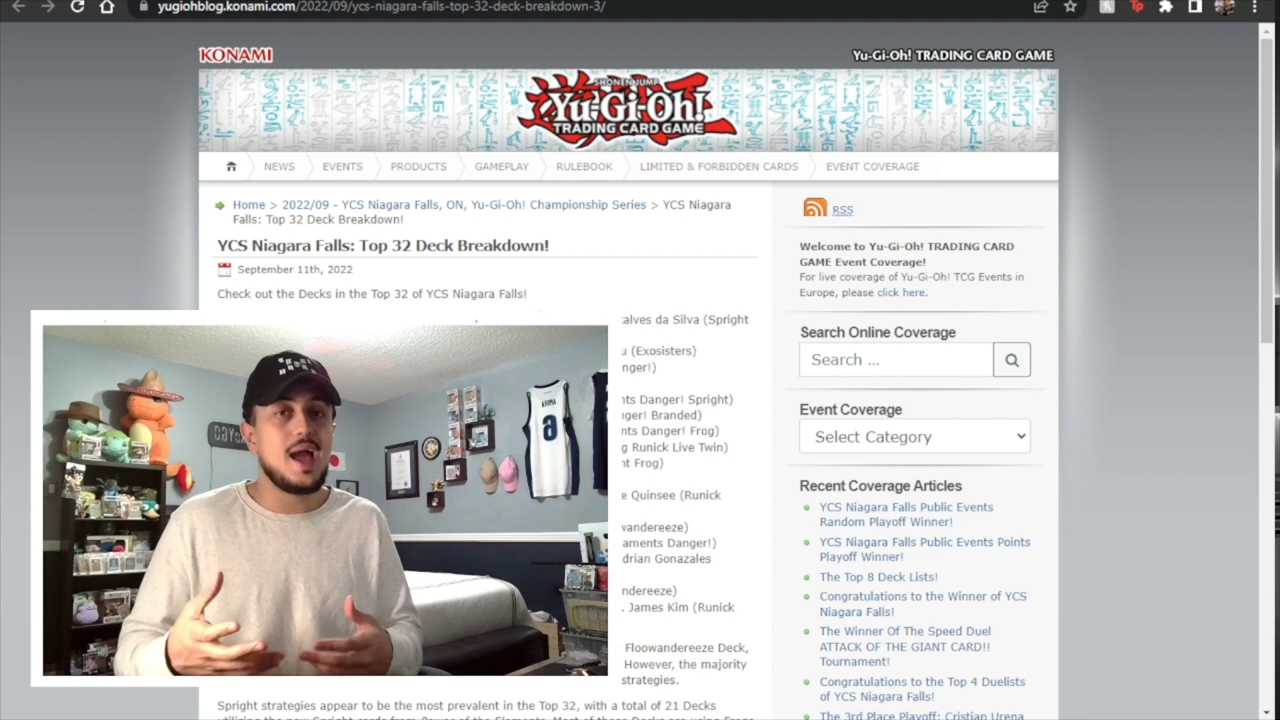 yugiohblog.konami.com/2022/09/ycs-niagara-falls-top-32-deck-breakdown-3/
KONAMI
Yu-Gi-Oh! TRADING CARD GAME
SHONEN JUMP
Yu-Gi-Oh!
TRADING CARD GAME
NEWS
EVENTS
PRODUCTS
GAMEPLAY
RULEBOOK
LIMITED & FORBIDDEN CARDS
EVENT COVERAGE
Home > 2022/09 - YCS Niagara Falls, ON, Yu-Gi-Oh! Championship Series > YCS Niagara
Falls: Top 32 Deck Breakdown!
YCS Niagara Falls: Top 32 Deck Breakdown!
September 11th, 2022
Check out the Decks in the Top 32 of YCS Niagara Falls!
alves da Silva (Spright
u (Exosisters)
nger!)
nts Danger! Spright)
nger! Branded)
nts Danger! Frog)
g Runick Live Twin)
nt Frog)
e Quinsee (Runick
wandereeze)
aments Danger!)
drian Gonzales
ndereeze)
. James Kim (Runick
Floowandereeze Deck,
However, the majority
strategies.
Spright strategies appear to be the most prevalent in the Top 32, with a total of 21 Decks
RSS
Welcome to Yu-Gi-Oh! TRADING CARD
GAME Event Coverage!
For live coverage of Yu-Gi-Oh! TCG Events in
Europe, please click here.
Search Online Coverage
Search ...
Event Coverage
Select Category
Recent Coverage Articles
YCS Niagara Falls Public Events
Random Playoff Winner!
YCS Niagara Falls Public Events Points
Playoff Winner!
The Top 8 Deck Lists!
Congratulations to the Winner of YCS
Niagara Falls!
The Winner Of The Speed Duel
ATTACK OF THE GIANT CARD!!
Tournament!
Congratulations to the Top 4 Duelists
of YCS Niagara Falls!
The 3rd Place Playoff: Cristian Urena